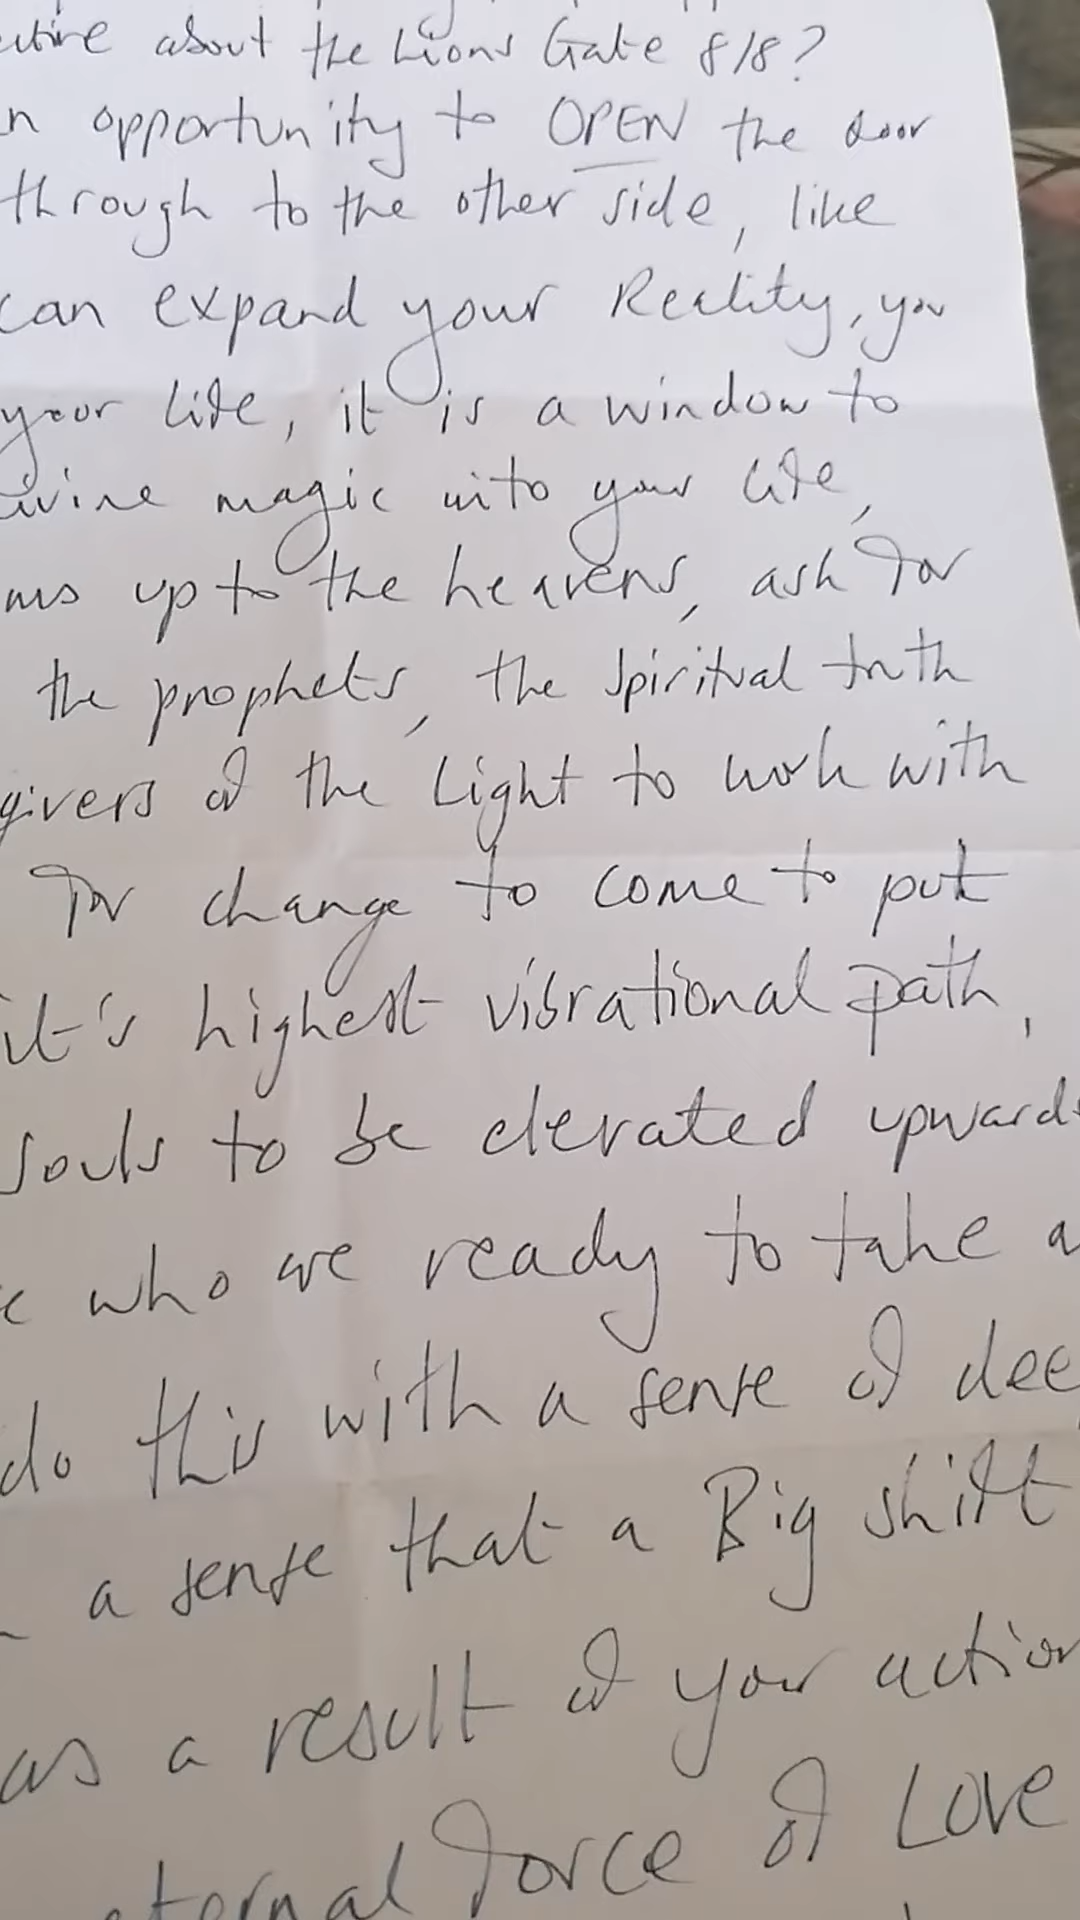 about the Lions Gate 8/8?
n opportunity to OPEN the door
through to the other side, like
can expand your Reality, you
your life, it is a window to
magic into your life,
ms up to the heavens, ask for
the prophets, the spiritual truth
givers of the Light to work with
for change to come to put
it's highest vibrational path,
souls to be elevated upwards
who are ready to take a
do this with a sense of dee
a sense that a Big shift
as a result of your action
ternal force of Love